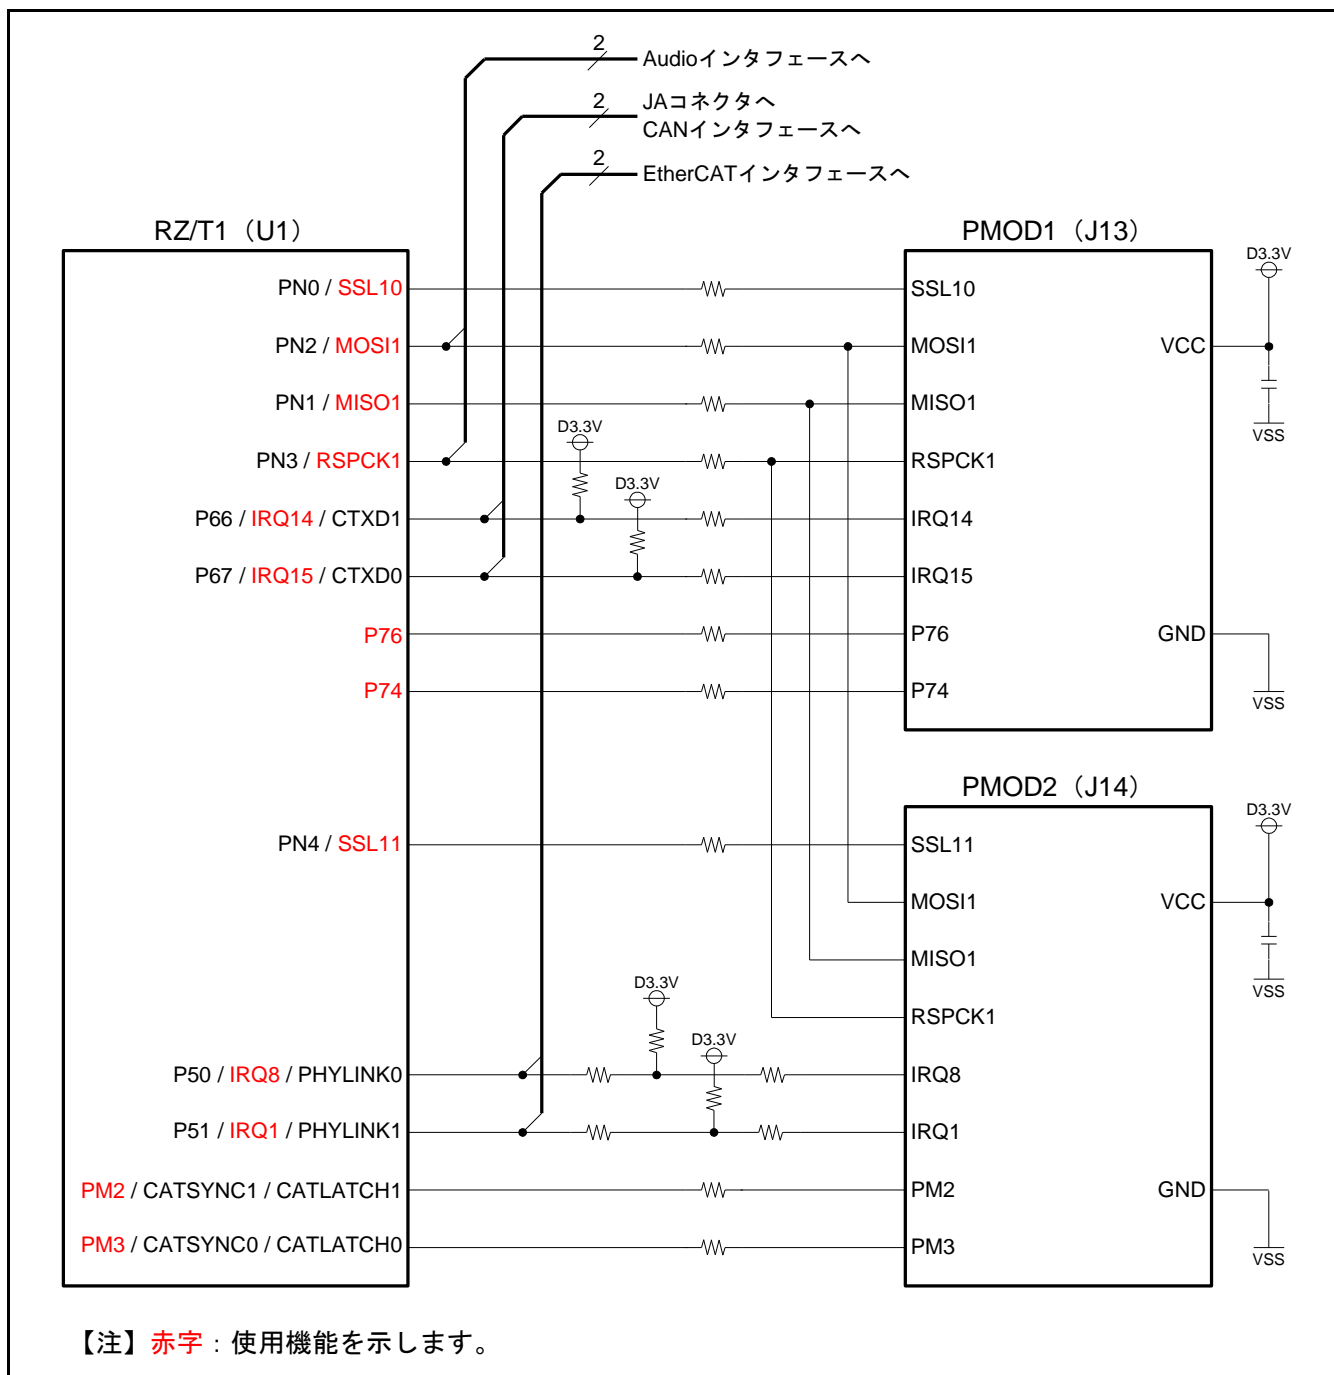 2
Audioインタフェースへ
2
JAコネクタへ
CANインタフェースへ
2
EtherCATインタフェースへ
RZ/T1（U1）
PMOD1（J13）
D3.3V
PN0 / SSL10
SSL10
PN2 / MOSI1
MOSI1
VCC
PN1 / MISO1
MISO1
D3.3V
VSS
PN3 / RSPCK1
RSPCK1
D3.3V
P66 / IRQ14 / CTXD1
IRQ14
P67 / IRQ15 / CTXD0
IRQ15
P76
P76
GND
P74
P74
VSS
PMOD2（J14）
D3.3V
PN4 / SSL11
SSL11
MOSI1
VCC
MISO1
D3.3V
VSS
RSPCK1
D3.3V
P50 / IRQ8 / PHYLINK0
IRQ8
P51 / IRQ1 / PHYLINK1
IRQ1
PM2 / CATSYNC1 / CATLATCH1
PM2
GND
PM3 / CATSYNC0 / CATLATCH0
PM3
VSS
【注】赤字：使用機能を示します。